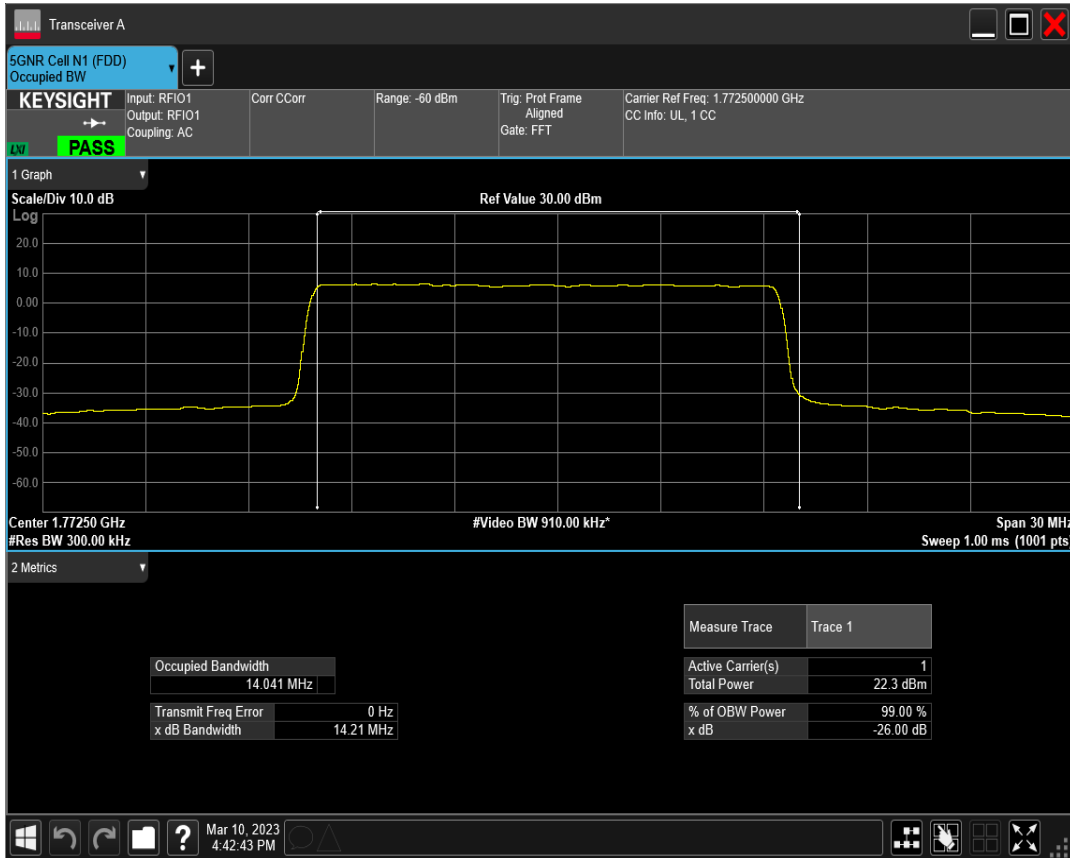 Transceiver A
5GNR Cell N1 (FDD)
Occupied BW
+
KEYSIGHT
LXI
PASS
Input: RFIO1
Output: RFIO1
Coupling: AC
Corr CCorr
Range: -60 dBm
Trig: Prot Frame
Aligned
Gate: FFT
Carrier Ref Freq: 1.772500000 GHz
CC Info: UL, 1 CC
1 Graph
Scale/Div 10.0 dB
Ref Value 30.00 dBm
Log
20.0
10.0
0.00
-10.0
-20.0
-30.0
-40.0
-50.0
-60.0
Center 1.77250 GHz
#Video BW 910.00 kHz*
Span 30 MHz
#Res BW 300.00 kHz
Sweep 1.00 ms (1001 pts)
2 Metrics
Measure Trace Trace 1
Occupied Bandwidth
14.041 MHz
Transmit Freq Error 0 Hz
x dB Bandwidth 14.21 MHz
Active Carrier(s) 1
Total Power 22.3 dBm
% of OBW Power 99.00 %
x dB -26.00 dB
?
Mar 10, 2023
4:42:43 PM